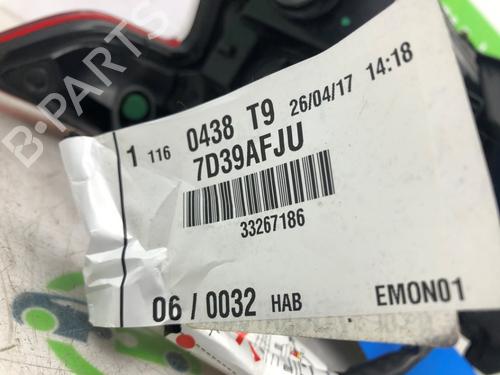 B-PARTS
1 116 0438 T9 26/04/17 14:18
7D39AFJU
33267186
06 / 0032 HAB EMON01